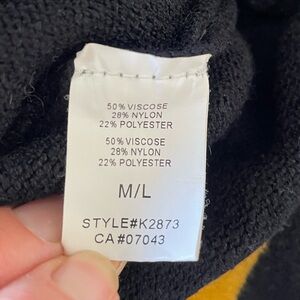 50% VISCOSE
28% NYLON
22% POLYESTER
50% VISCOSE
28% NYLON
22% POLYESTER
M/L
STYLE#K2873
CA#07043